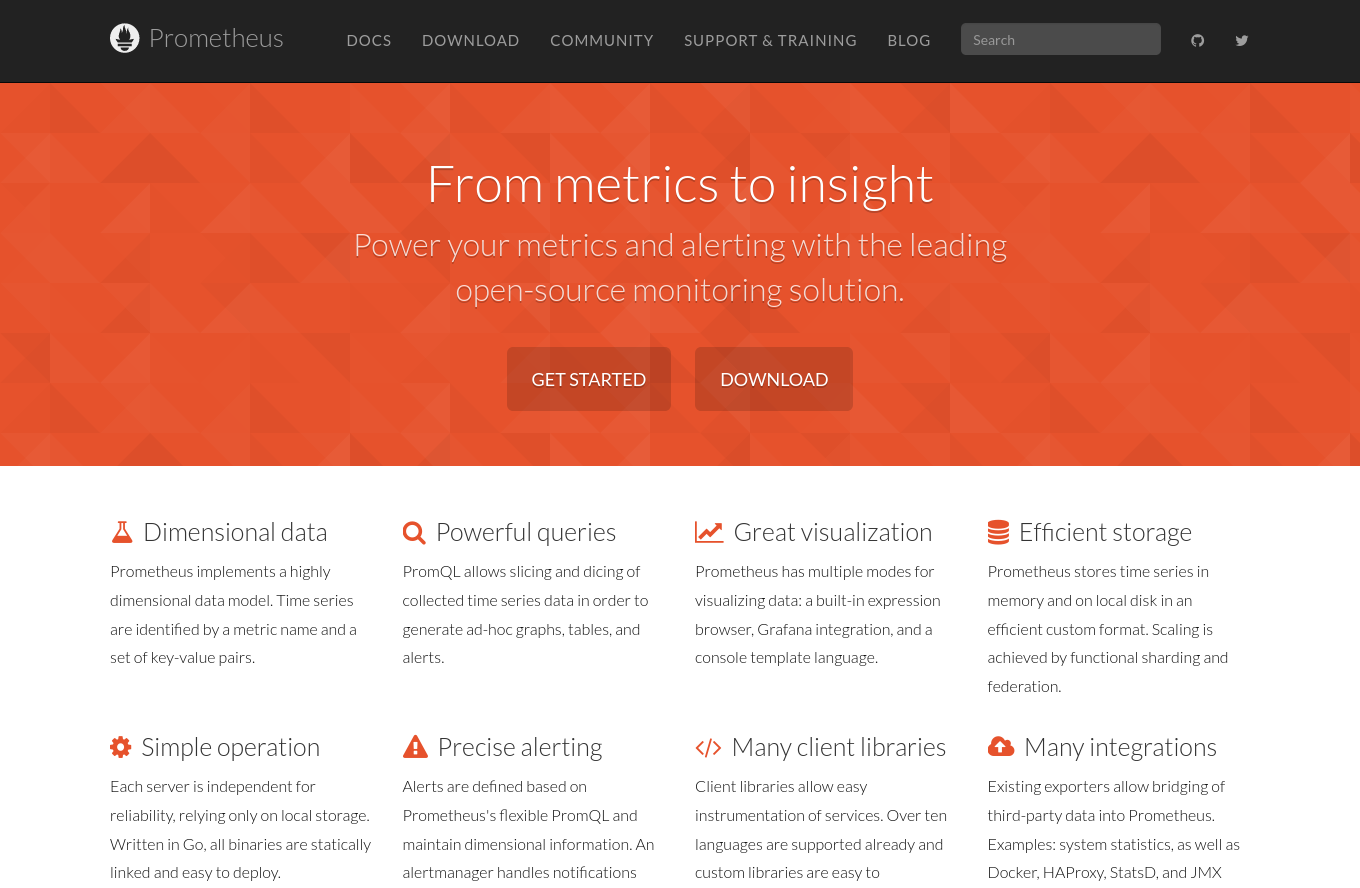 Prometheus
DOCS
DOWNLOAD
COMMUNITY
SUPPORT & TRAINING
BLOG
Search
From metrics to insight
Power your metrics and alerting with the leading
open-source monitoring solution.
GET STARTED
DOWNLOAD
Dimensional data
Prometheus implements a highly
dimensional data model. Time series
are identified by a metric name and a
set of key-value pairs.
Powerful queries
PromQL allows slicing and dicing of
collected time series data in order to
generate ad-hoc graphs, tables, and
alerts.
Great visualization
Prometheus has multiple modes for
visualizing data: a built-in expression
browser, Grafana integration, and a
console template language.
Efficient storage
Prometheus stores time series in
memory and on local disk in an
efficient custom format. Scaling is
achieved by functional sharding and
federation.
Simple operation
Each server is independent for
reliability, relying only on local storage.
Written in Go, all binaries are statically
linked and easy to deploy.
Precise alerting
Alerts are defined based on
Prometheus's flexible PromQL and
maintain dimensional information. An
alertmanager handles notifications
Many client libraries
Client libraries allow easy
instrumentation of services. Over ten
languages are supported already and
custom libraries are easy to
Many integrations
Existing exporters allow bridging of
third-party data into Prometheus.
Examples: system statistics, as well as
Docker, HAProxy, StatsD, and JMX